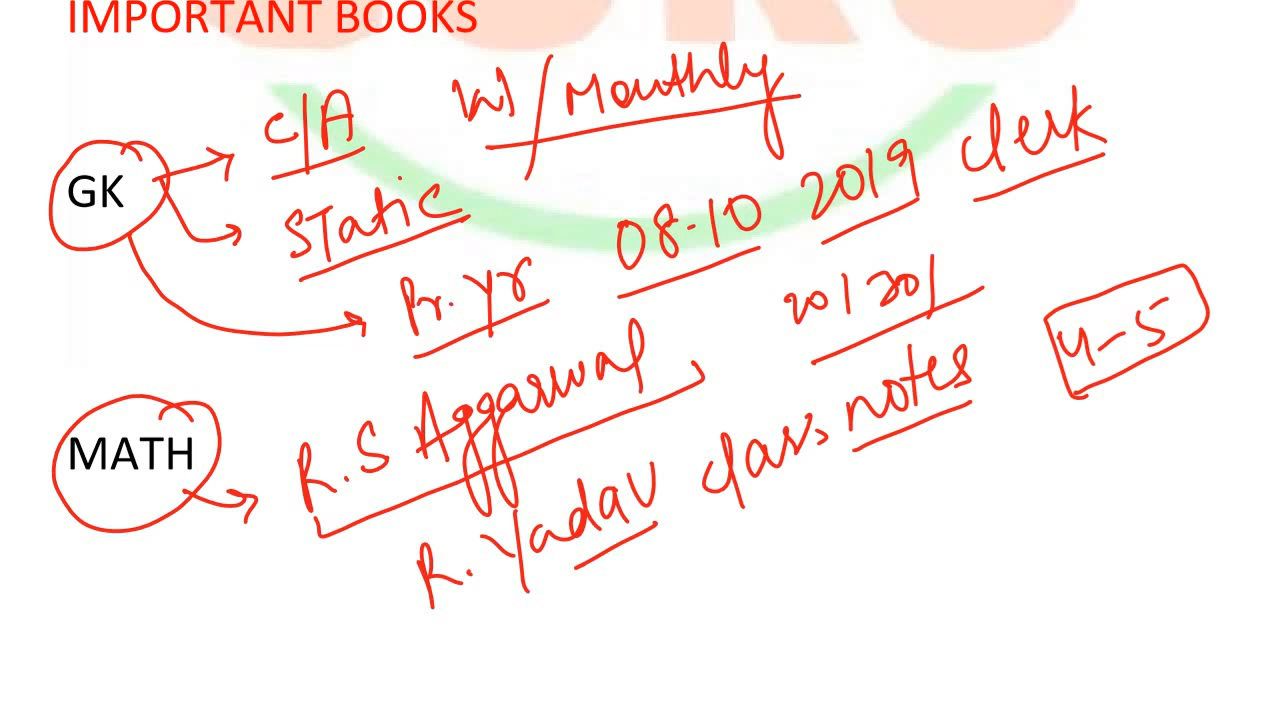 IMPORTANT BOOKS
C/A W/Monthly
GK
Static 08-10 2019 Clerk
Pr. yr 20/20/
4-5
MATH
R.S Aggarwal
R. Yadav class notes